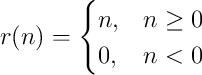 r(n) = { n, n ≥ 0
0, n < 0